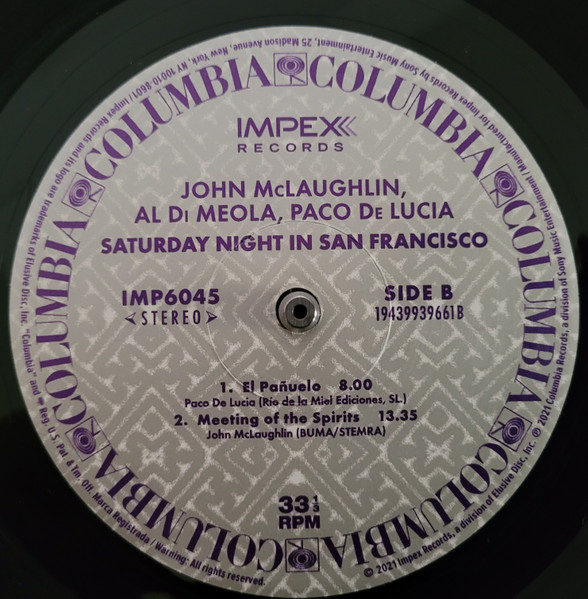 COLUMBIA COLUMBIA COLUMBIA COLUMBIA COLUMBIA COLUMBIA COLUMBIA COLUMBIA
IMPEX
RECORDS
JOHN McLAUGHLIN,
AL Di MEOLA, PACO De LUCIA
SATURDAY NIGHT IN SAN FRANCISCO
IMP6045
SIDE B
STEREO
19439939661B
1. El Pañuelo 8.00
Paco De Lucia (Rio de la Miel Ediciones, SL.)
2. Meeting of the Spirits 13.35
John McLaughlin (BUMA/STEMRA)
33 1/3
RPM
Manufactured for Impex Records by Sony Music Entertainment, 25 Madison Avenue, New York, NY, 10010-8601 / Impex Records and its logo are trademarks of Elusive Disc, Inc. "Columbia" and Reg. U.S. Pat & Tm. Off. Marca Registrada / Warning: All rights reserved.
© 2021 Impex Records, a division of Elusive Disc, Inc. ℗ 2021 Columbia Records, a division of Sony Music Entertainment /